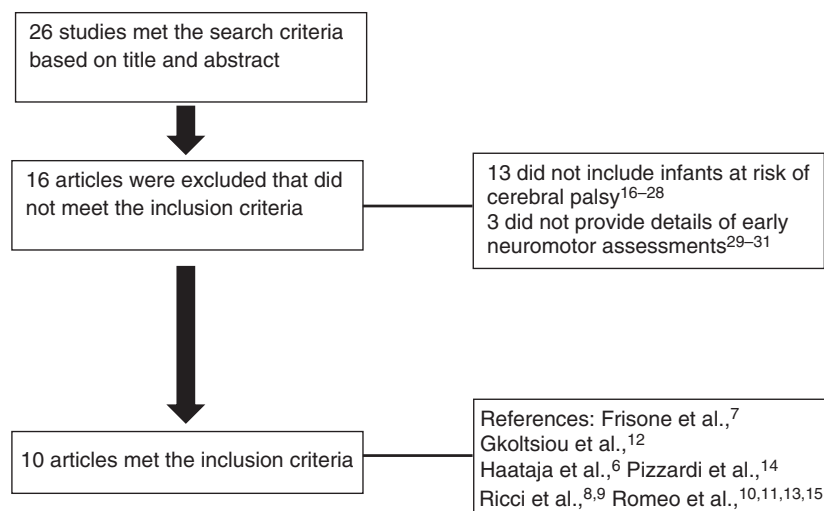 26 studies met the search criteria
based on title and abstract
16 articles were excluded that did
not meet the inclusion criteria
13 did not include infants at risk of
cerebral palsy16–28
3 did not provide details of early
neuromotor assessments29–31
10 articles met the inclusion criteria
References: Frisone et al.,7
Gkoltsiou et al.,12
Haataja et al.,6 Pizzardi et al.,14
Ricci et al.,8,9 Romeo et al.,10,11,13,15